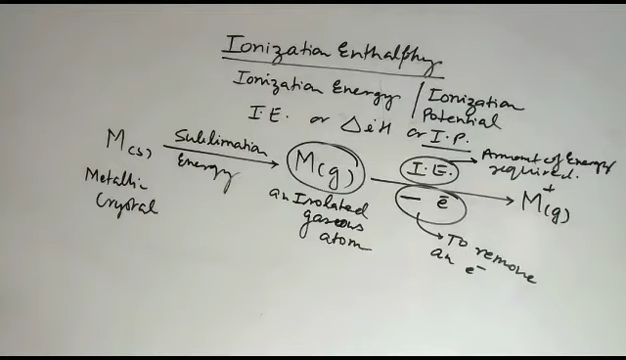 Ionization Enthalphy
Ionization Energy / Ionization Potential
I.E. or ΔiH or I.P.
M(s) Sublimation Energy → M(g) I.E. → Amount of Energy required.
− e̅ → M⁺(g)
Metallic Crystal
an Isolated gaseous atom
To remove an e⁻